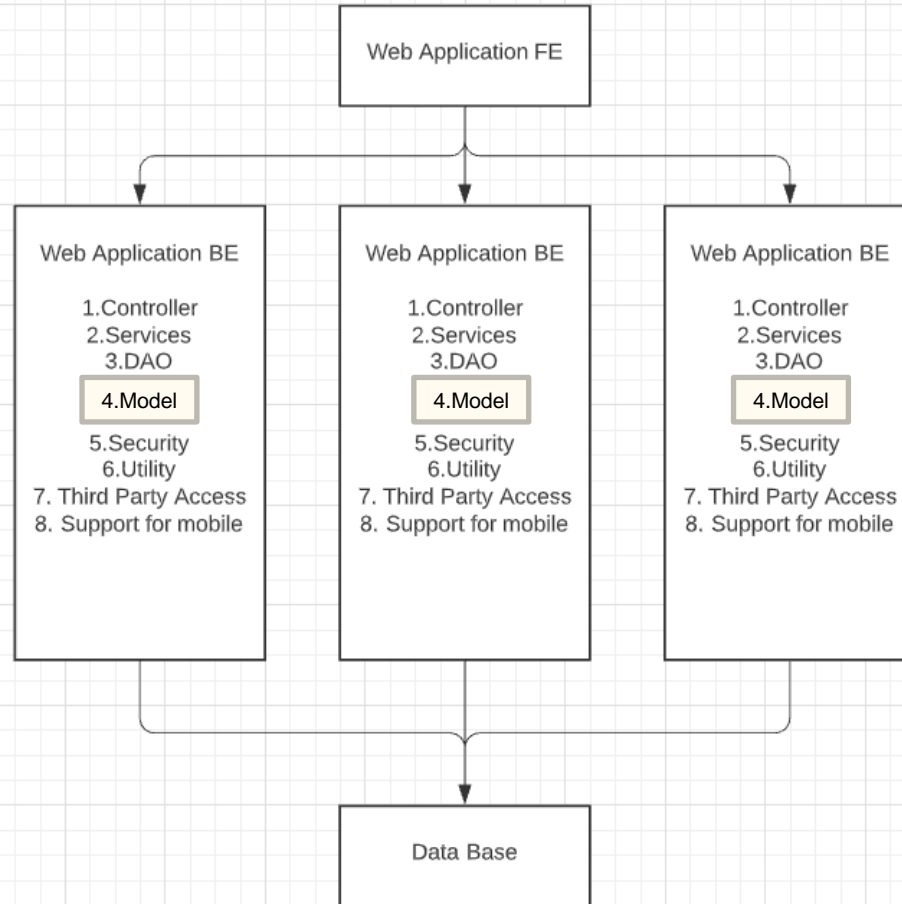 Web Application FE
Web Application BE
1.Controller
2.Services
3.DAO
4.Model
5.Security
6.Utility
7. Third Party Access
8. Support for mobile
Web Application BE
1.Controller
2.Services
3.DAO
4.Model
5.Security
6.Utility
7. Third Party Access
8. Support for mobile
Web Application BE
1.Controller
2.Services
3.DAO
4.Model
5.Security
6.Utility
7. Third Party Access
8. Support for mobile
Data Base